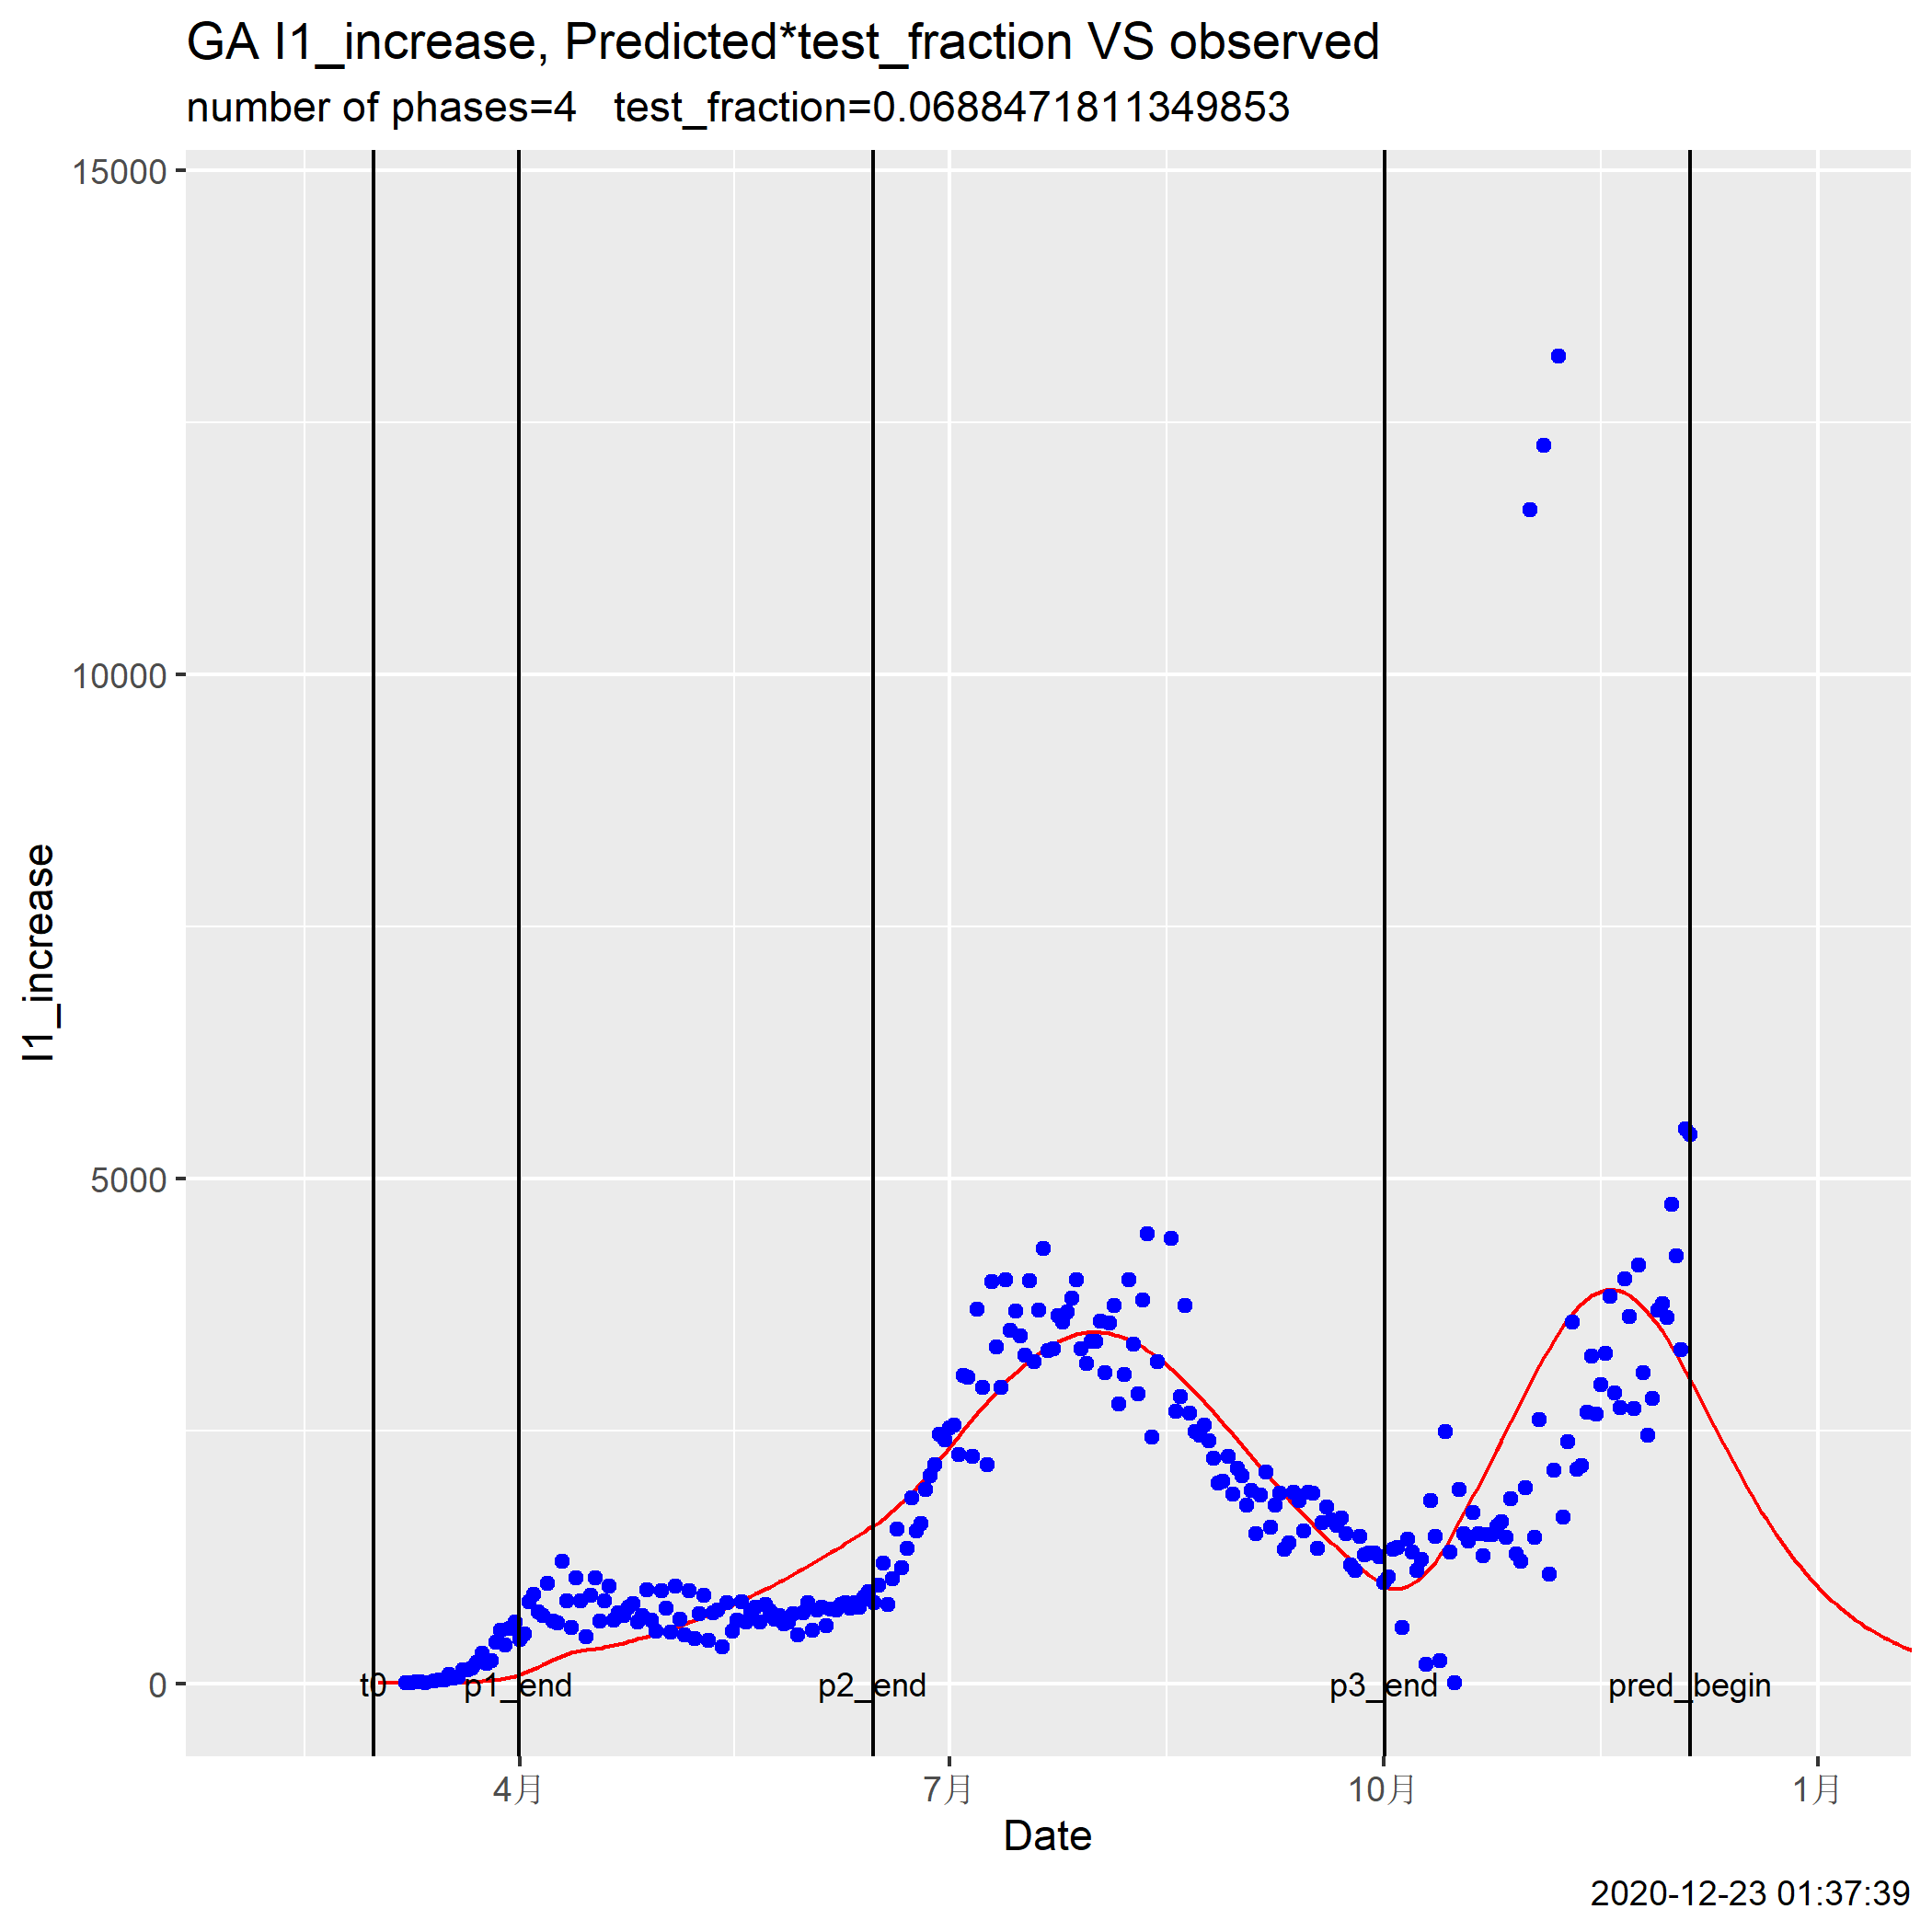 GA I1_increase, Predicted*test_fraction VS observed
number of phases=4 test_fraction=0.0688471811349853
15000
10000
5000
0
I1_increase
t0
p1_end
p2_end
p3_end
pred_begin
4月
7月
10月
1月
Date
2020-12-23 01:37:39